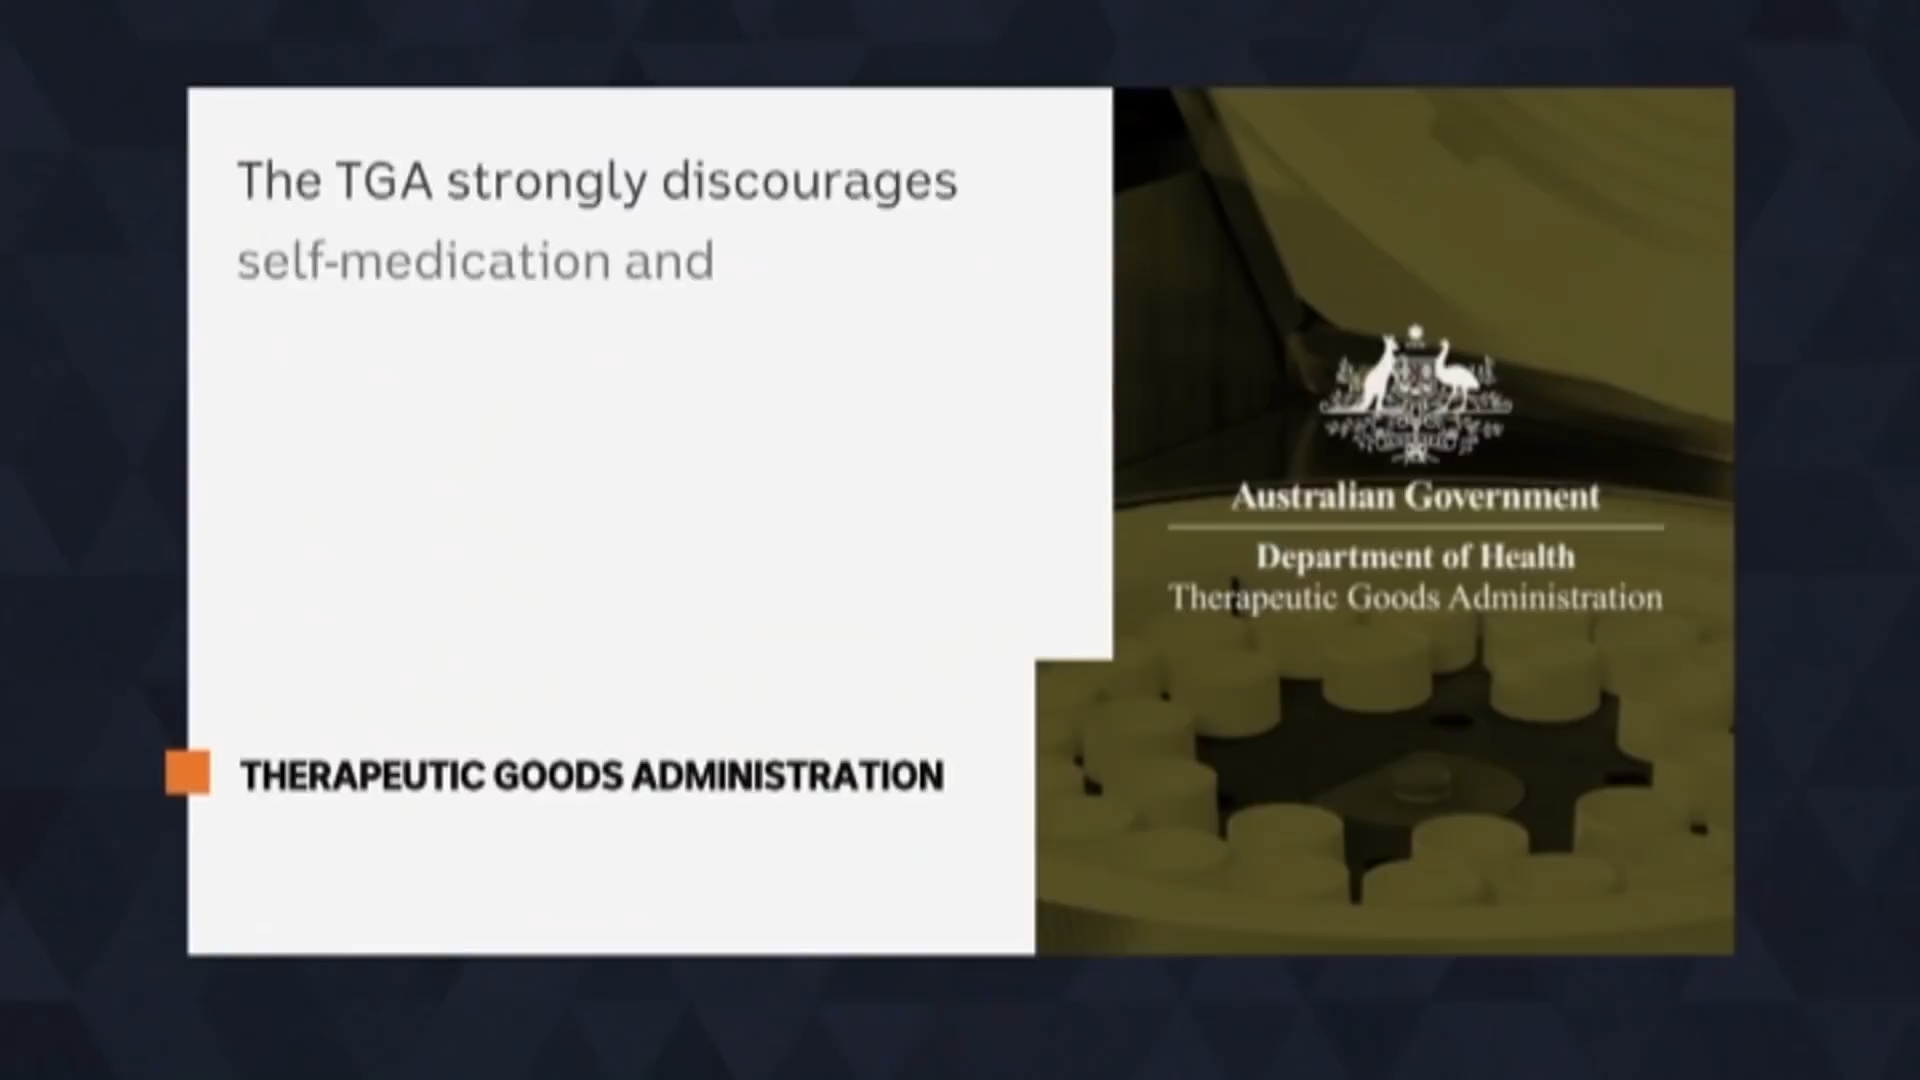 The TGA strongly discourages
self-medication and
THERAPEUTIC GOODS ADMINISTRATION
Australian Government
Department of Health
Therapeutic Goods Administration